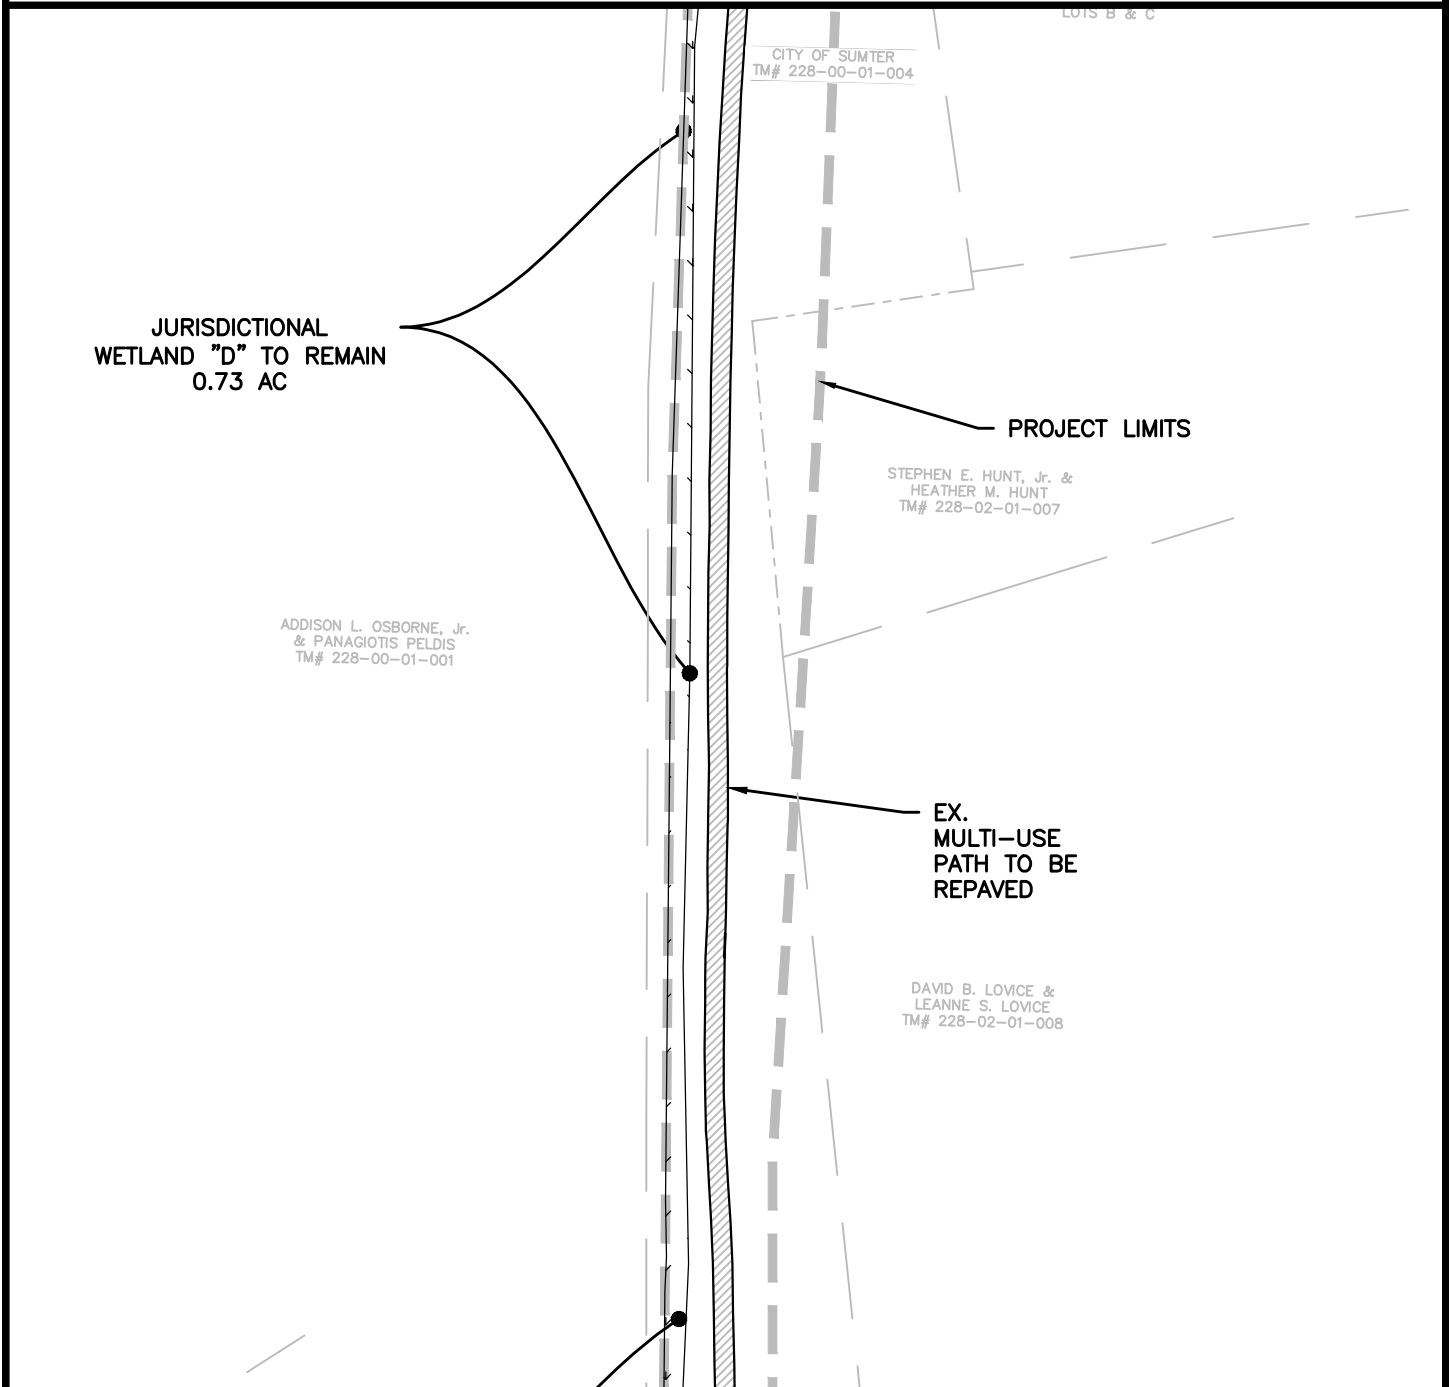 LOTS B & C
CITY OF SUMTER
TM# 228-00-01-004
JURISDICTIONAL
WETLAND "D" TO REMAIN
0.73 AC
PROJECT LIMITS
STEPHEN E. HUNT, Jr. &
HEATHER M. HUNT
TM# 228-02-01-007
ADDISON L. OSBORNE, Jr.
& PANAGIOTIS PELDIS
TM# 228-00-01-001
EX.
MULTI-USE
PATH TO BE
REPAVED
DAVID B. LOVICE &
LEANNE S. LOVICE
TM# 228-02-01-008